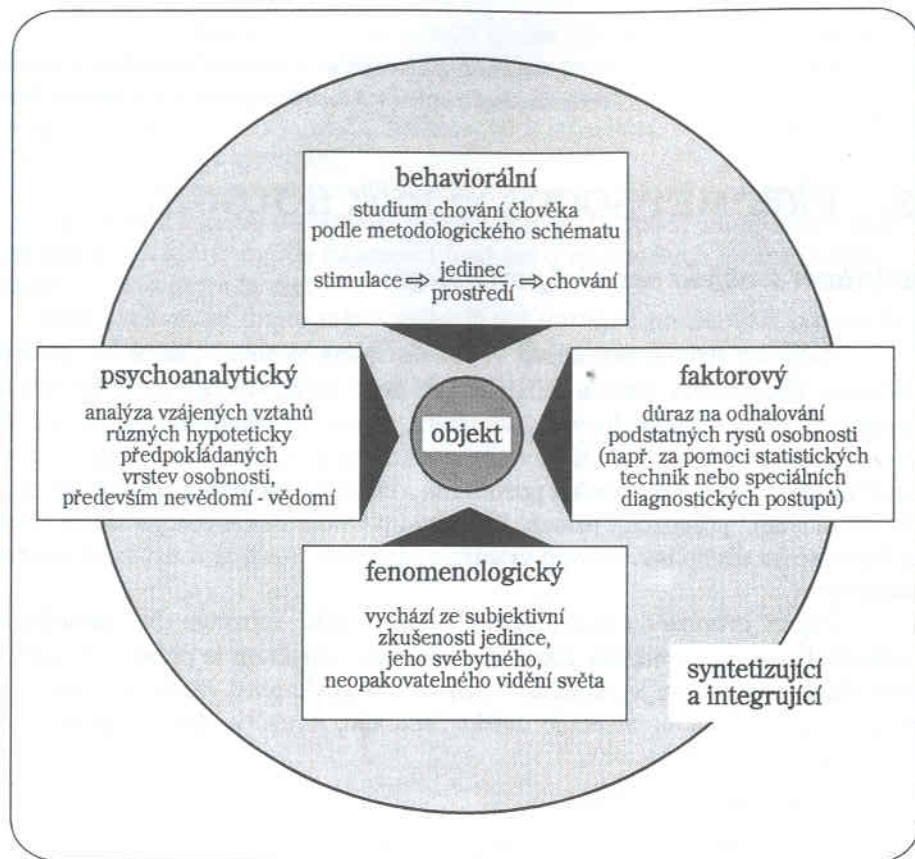 behaviorální
studium chování člověka
podle metodologického schématu
stimulace ⇨ jedinec ⇨ chování
prostředí
psychoanalytický
analýza vzájených vztahů
různých hypoteticky
předpokládaných
vrstev osobnosti,
především nevědomí - vědomí
objekt
faktorový
důraz na odhalování
podstatných rysů osobnosti
(např. za pomoci statistických
technik nebo speciálních
diagnostických postupů)
fenomenologický
vychází ze subjektivní
zkušenosti jedince,
jeho svébytného,
neopakovatelného vidění světa
syntetizující
a integrující